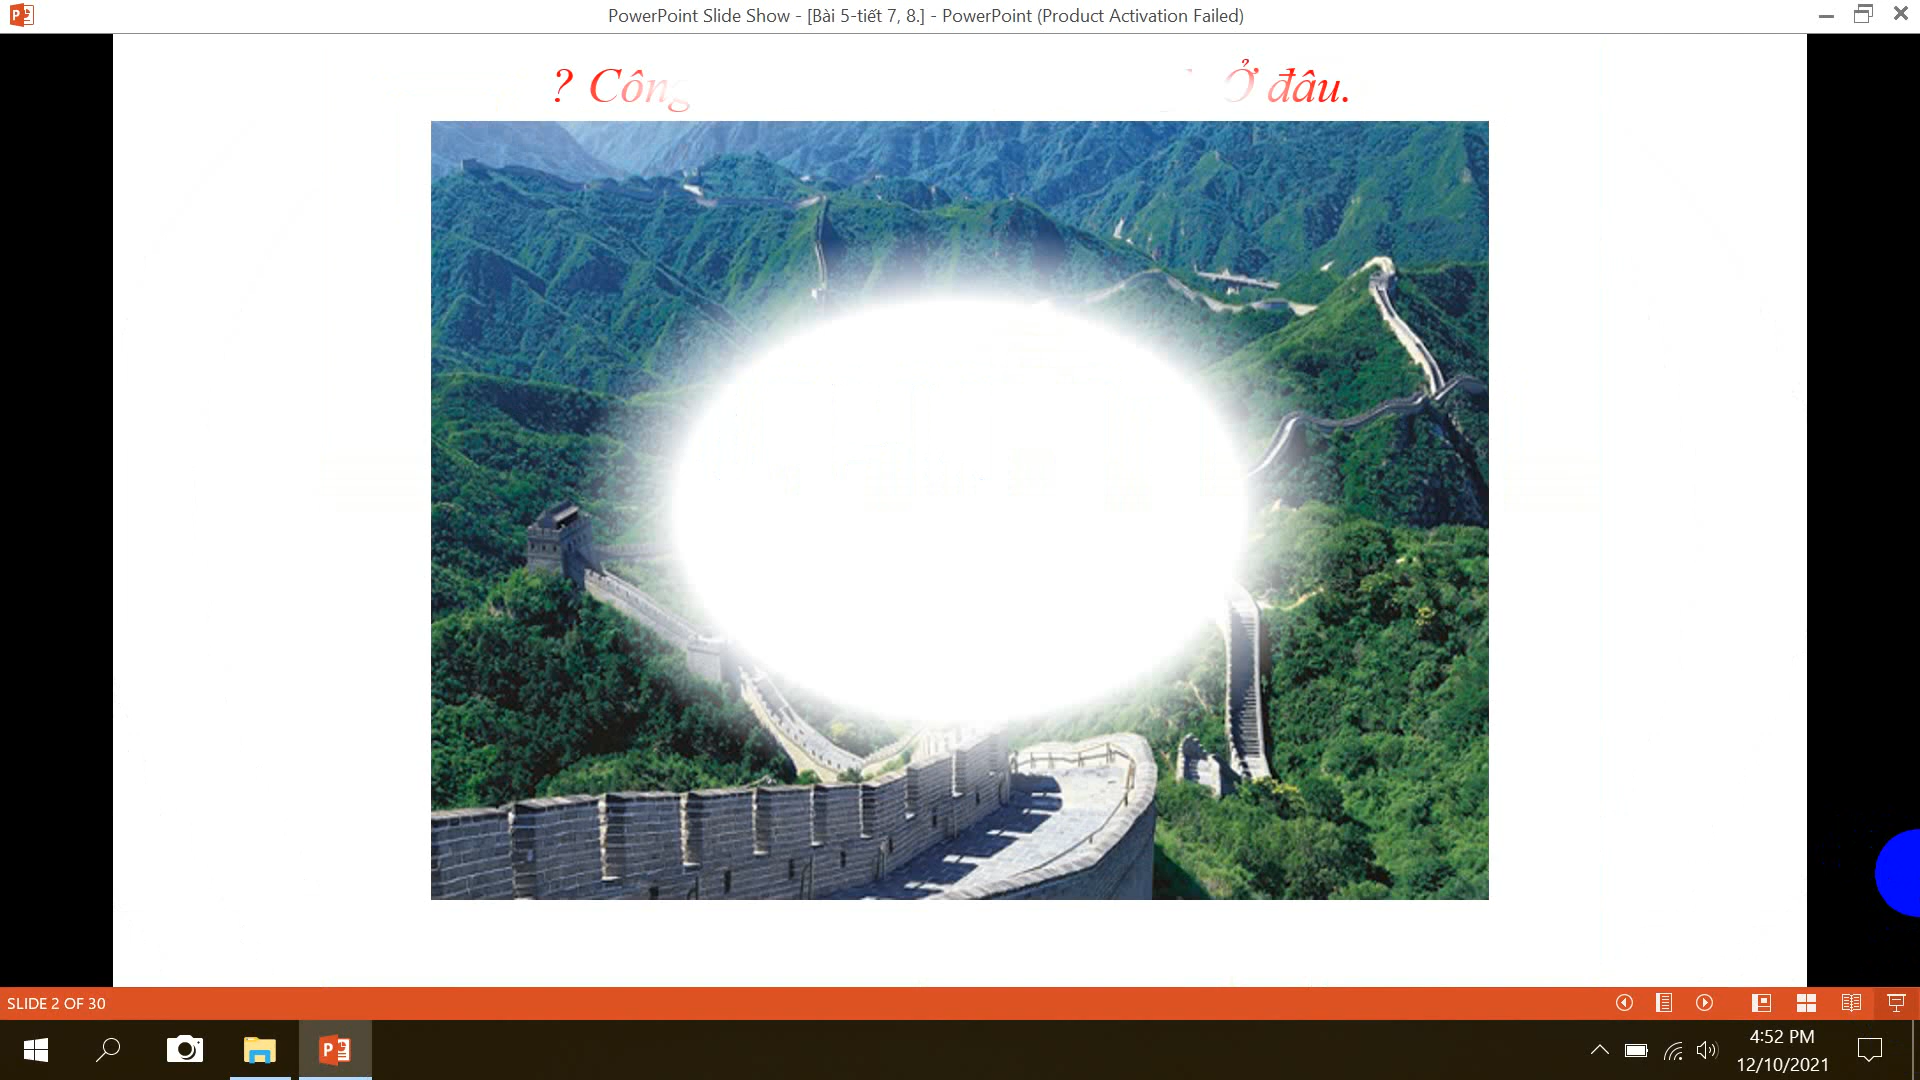 PowerPoint Slide Show - [Bài 5-tiết 7, 8.] - PowerPoint (Product Activation Failed)
? Công Ở đâu.
SLIDE 2 OF 30
4:52 PM
12/10/2021